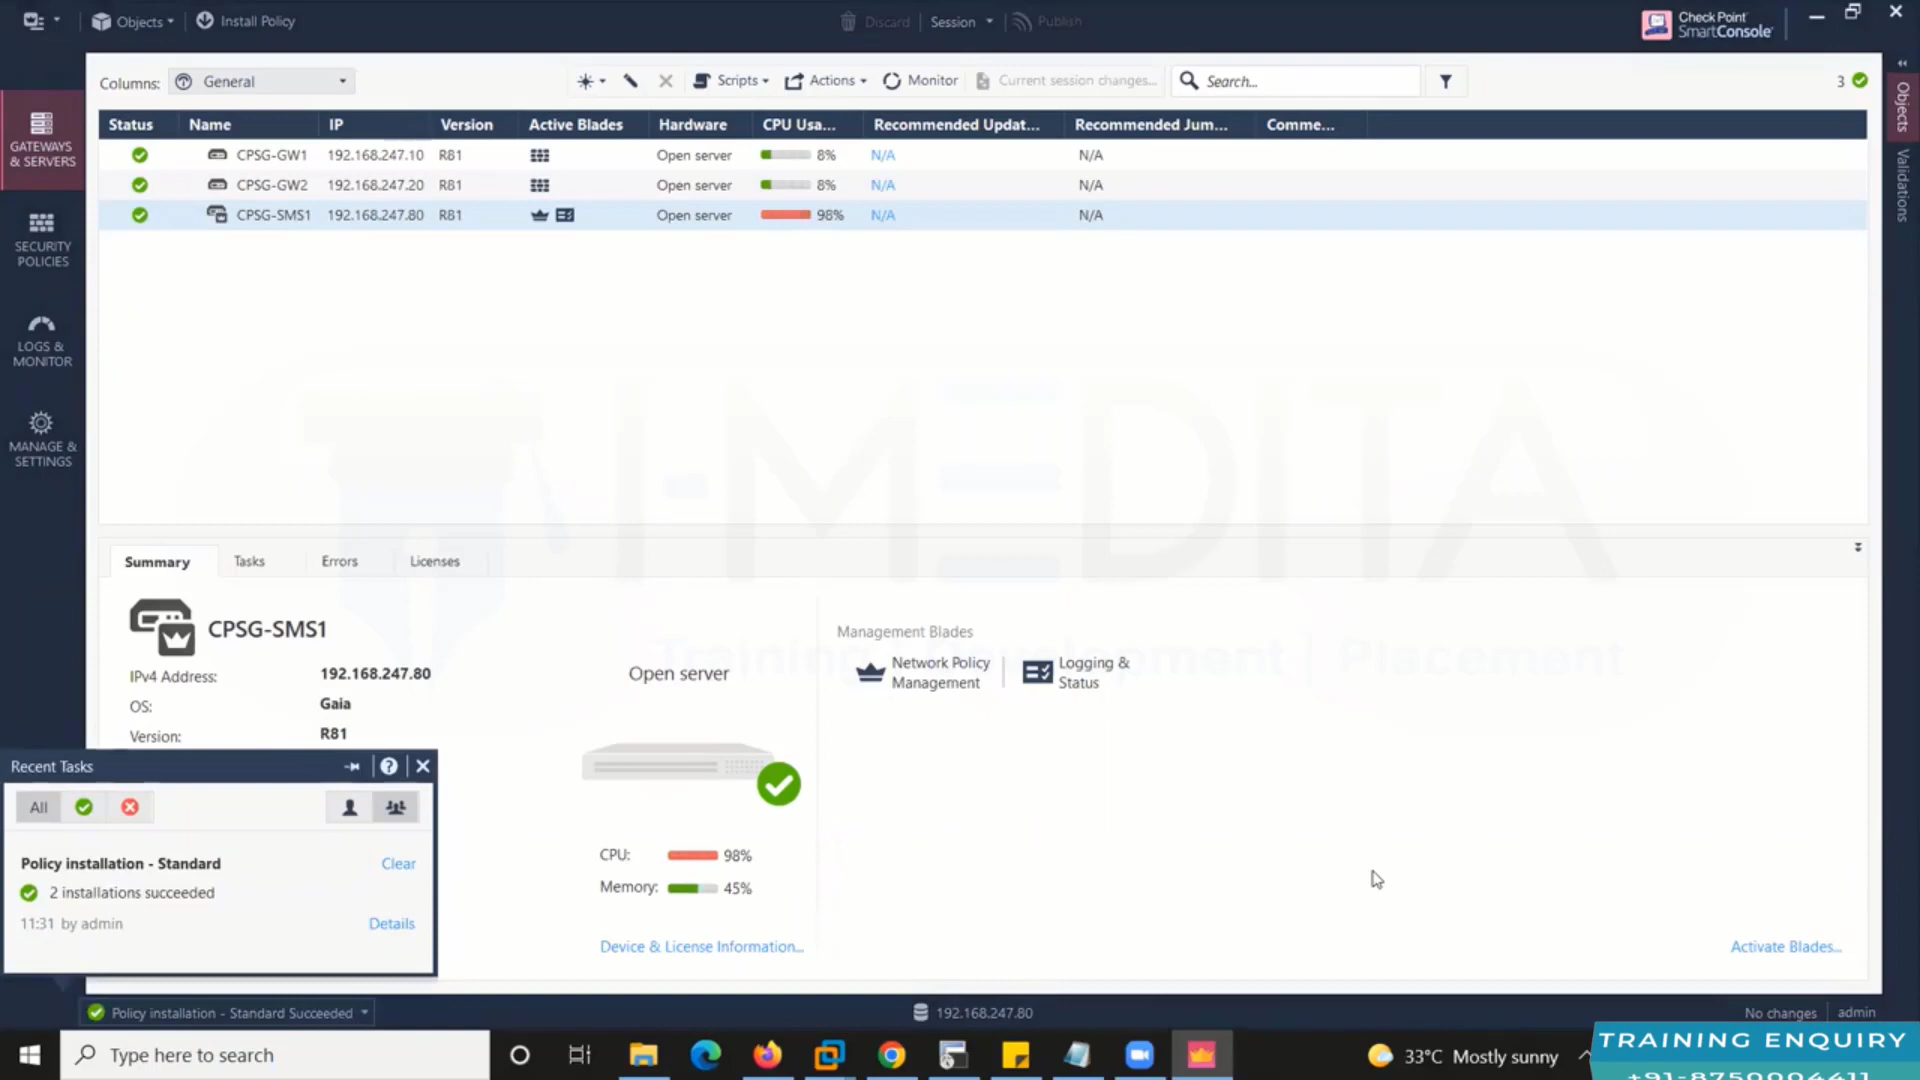 Objects
Install Policy
Discard
Session
Publish
Check Point
SmartConsole
Columns:
General
Scripts
Actions
Monitor
Current session changes...
Search...
3
Status Name IP Version Active Blades Hardware CPU Usa... Recommended Updat... Recommended Jum... Comme...
CPSG-GW1 192.168.247.10 R81 Open server 8% N/A N/A
CPSG-GW2 192.168.247.20 R81 Open server 8% N/A N/A
CPSG-SMS1 192.168.247.80 R81 Open server 98% N/A N/A
GATEWAYS
& SERVERS
SECURITY
POLICIES
LOGS &
MONITOR
MANAGE &
SETTINGS
Objects
Validations
I-MEDITA
Training | Development | Placement
Summary
Tasks
Errors
Licenses
CPSG-SMS1
IPv4 Address: 192.168.247.80
OS: Gaia
Version: R81
Open server
CPU: 98%
Memory: 45%
Device & License Information...
Management Blades
Network Policy
Management
Logging &
Status
Activate Blades...
Recent Tasks
All
Policy installation - Standard
Clear
2 installations succeeded
11:31 by admin
Details
Policy installation - Standard Succeeded
192.168.247.80
No changes
admin
Type here to search
33°C Mostly sunny
TRAINING ENQUIRY
+91-8750004411